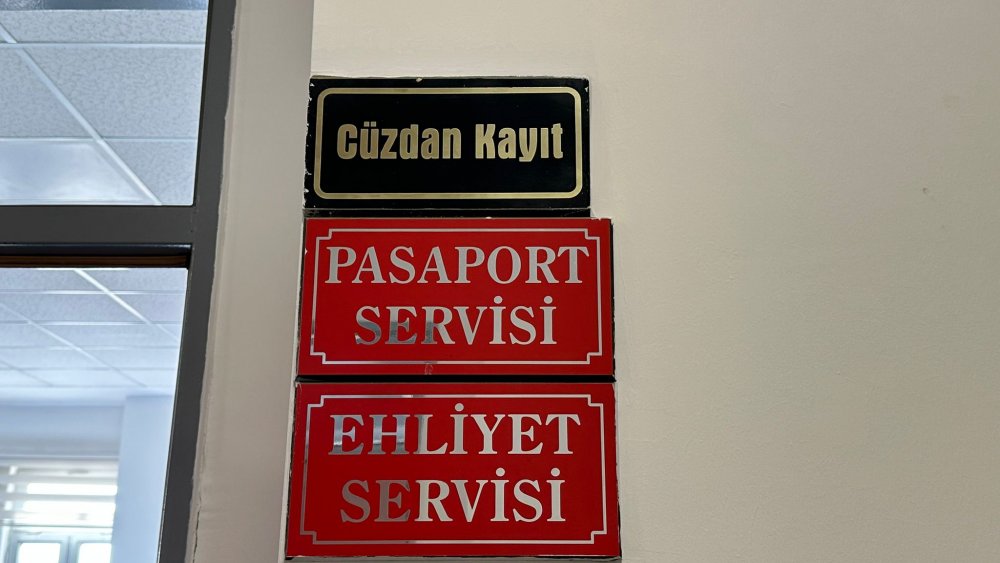 Cüzdan Kayıt
PASAPORT
SERVİSİ
EHLİYET
SERVİSİ